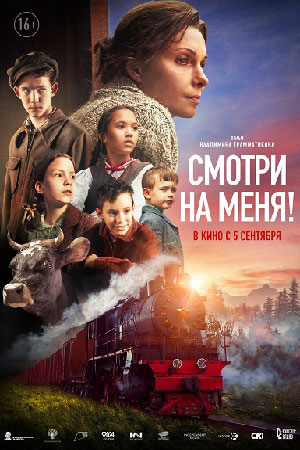 16+
ФИЛЬМ
ВЛАДИМИРА ГРАММАТИКОВА
СМОТРИ
НА МЕНЯ!
В КИНО С 5 СЕНТЯБРЯ